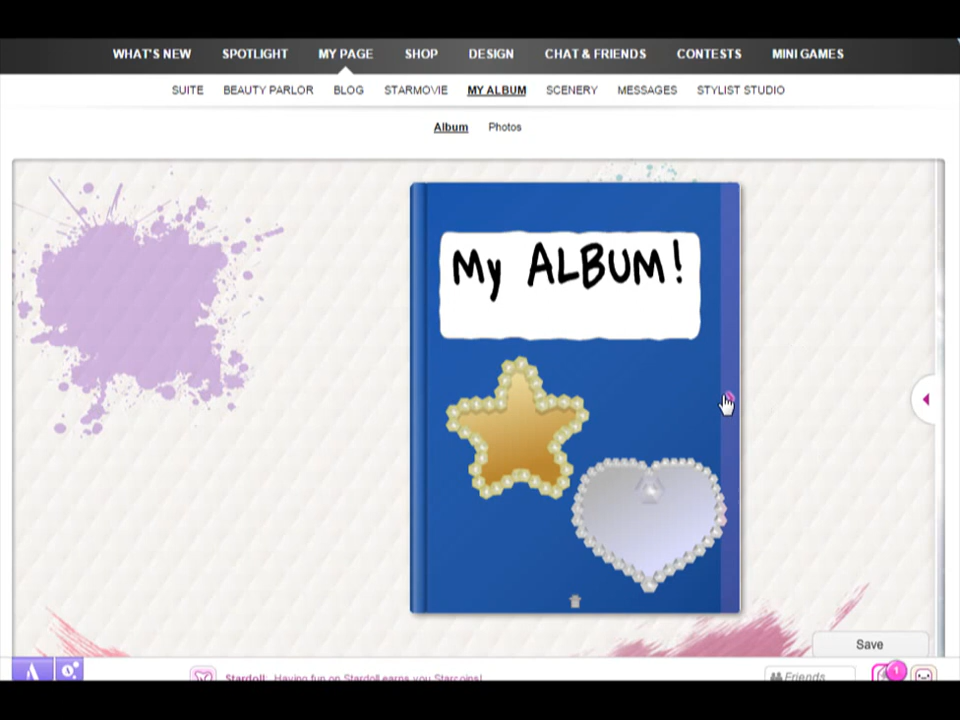 WHAT'S NEW SPOTLIGHT MY PAGE SHOP DESIGN CHAT & FRIENDS CONTESTS MINI GAMES
SUITE BEAUTY PARLOR BLOG STARMOVIE MY ALBUM SCENERY MESSAGES STYLIST STUDIO
Album Photos
My ALBUM!
Save
Stardoll: Having fun on Stardoll earns you Starcoins! Friends 1